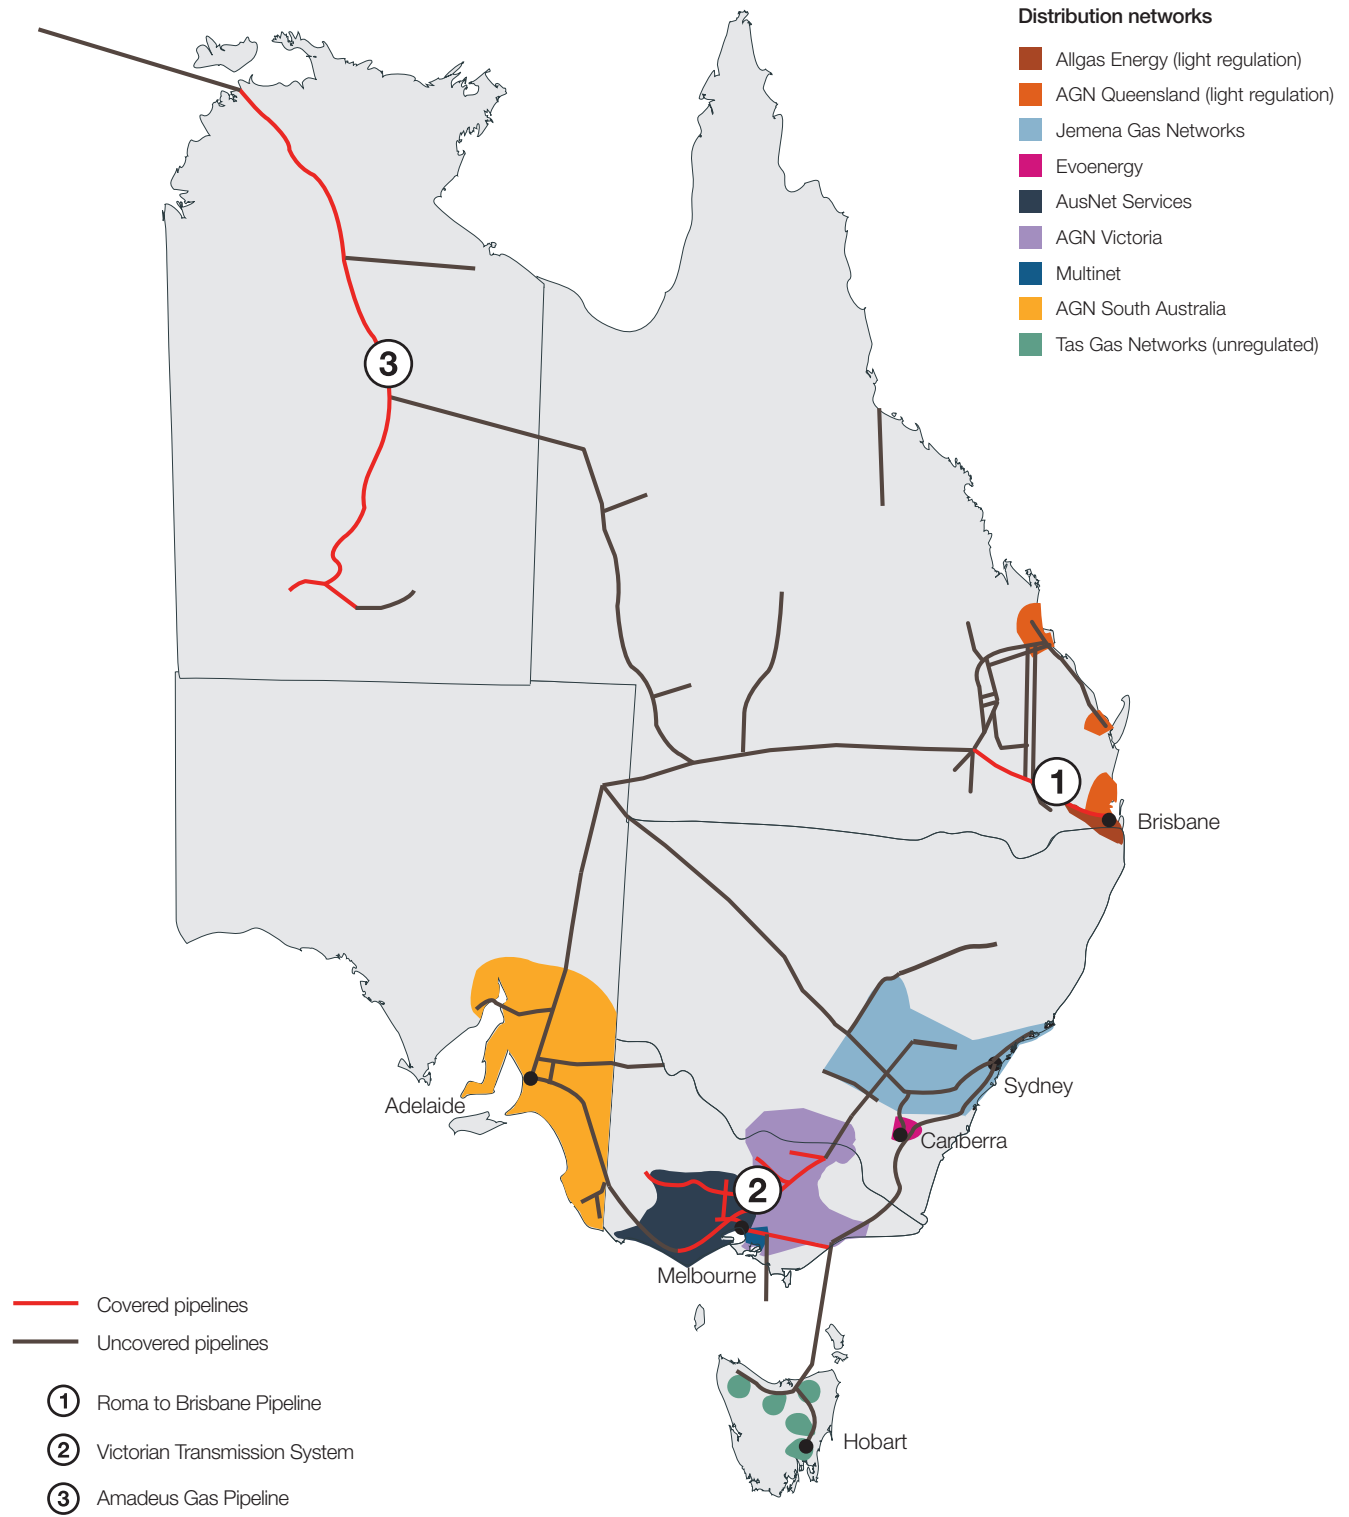 Distribution networks
Allgas Energy (light regulation)
AGN Queensland (light regulation)
Jemena Gas Networks
Evoenergy
AusNet Services
AGN Victoria
Multinet
AGN South Australia
Tas Gas Networks (unregulated)
3
1
Brisbane
Sydney
Adelaide
Canberra
2
Melbourne
Hobart
Covered pipelines
Uncovered pipelines
1 Roma to Brisbane Pipeline
2 Victorian Transmission System
3 Amadeus Gas Pipeline